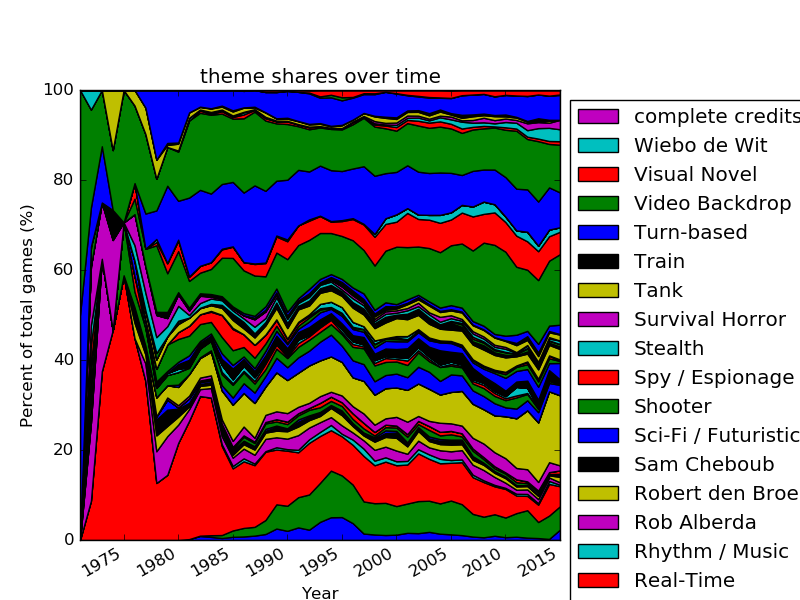 theme shares over time
100
80
60
40
20
0
Percent of total games (%)
1975
1980
1985
1990
1995
2000
2005
2010
2015
Year
complete credits
Wiebo de Wit
Visual Novel
Video Backdrop
Turn-based
Train
Tank
Survival Horror
Stealth
Spy / Espionage
Shooter
Sci-Fi / Futuristic
Sam Cheboub
Robert den Broe
Rob Alberda
Rhythm / Music
Real-Time